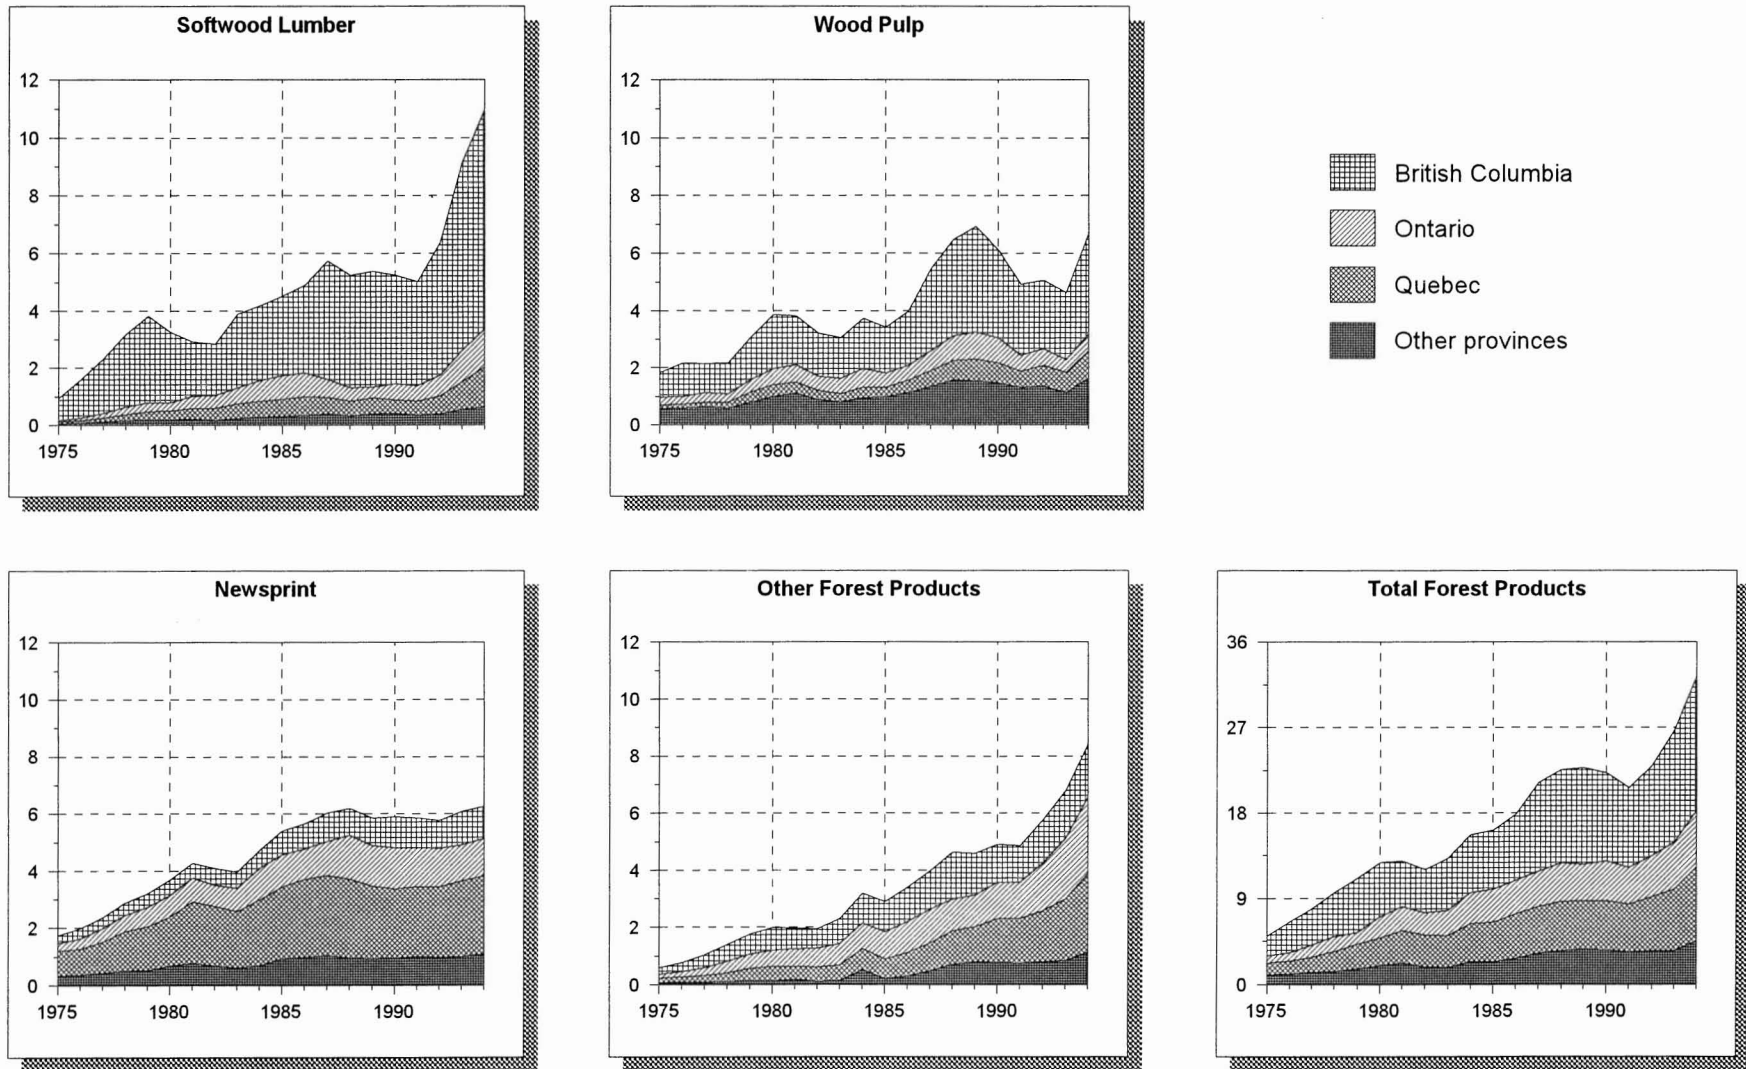 Softwood Lumber
12
10
8
6
4
2
0
1975 1980 1985 1990
Wood Pulp
12
10
8
6
4
2
0
1975 1980 1985 1990
British Columbia
Ontario
Quebec
Other provinces
Newsprint
12
10
8
6
4
2
0
1975 1980 1985 1990
Other Forest Products
12
10
8
6
4
2
0
1975 1980 1985 1990
Total Forest Products
36
27
18
9
0
1975 1980 1985 1990